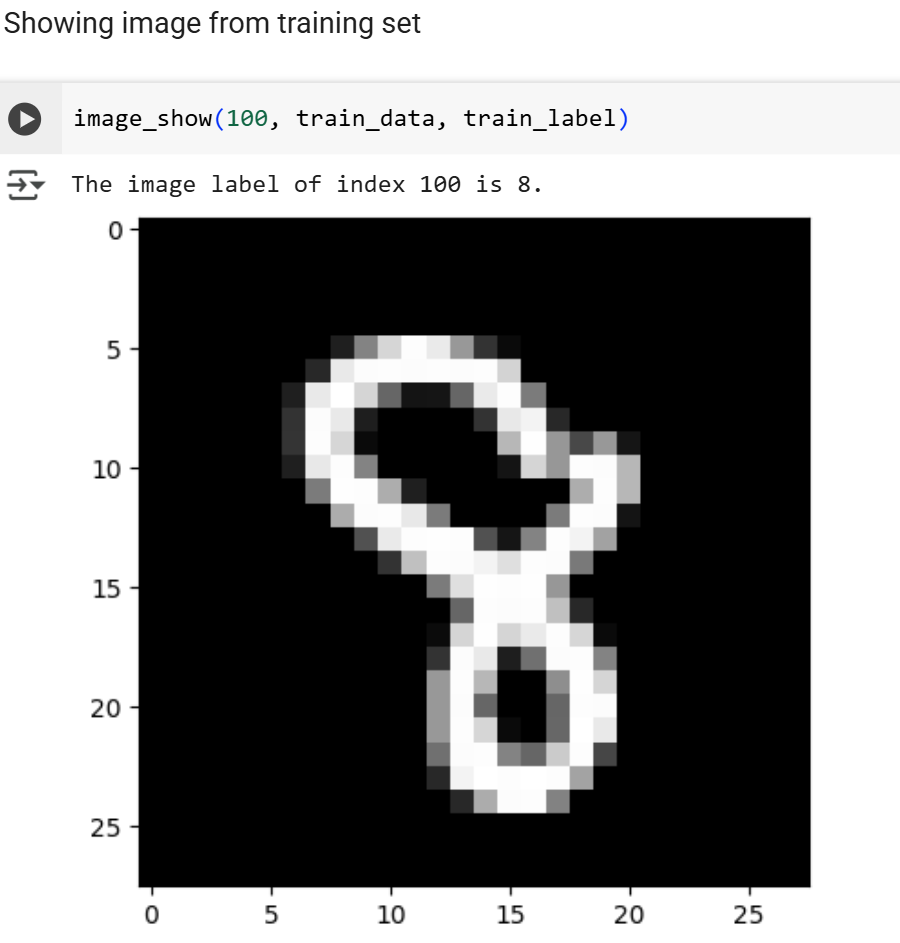 Showing image from training set
image_show(100, train_data, train_label)
The image label of index 100 is 8.
0
5
10
15
20
25
8
0 5 10 15 20 25